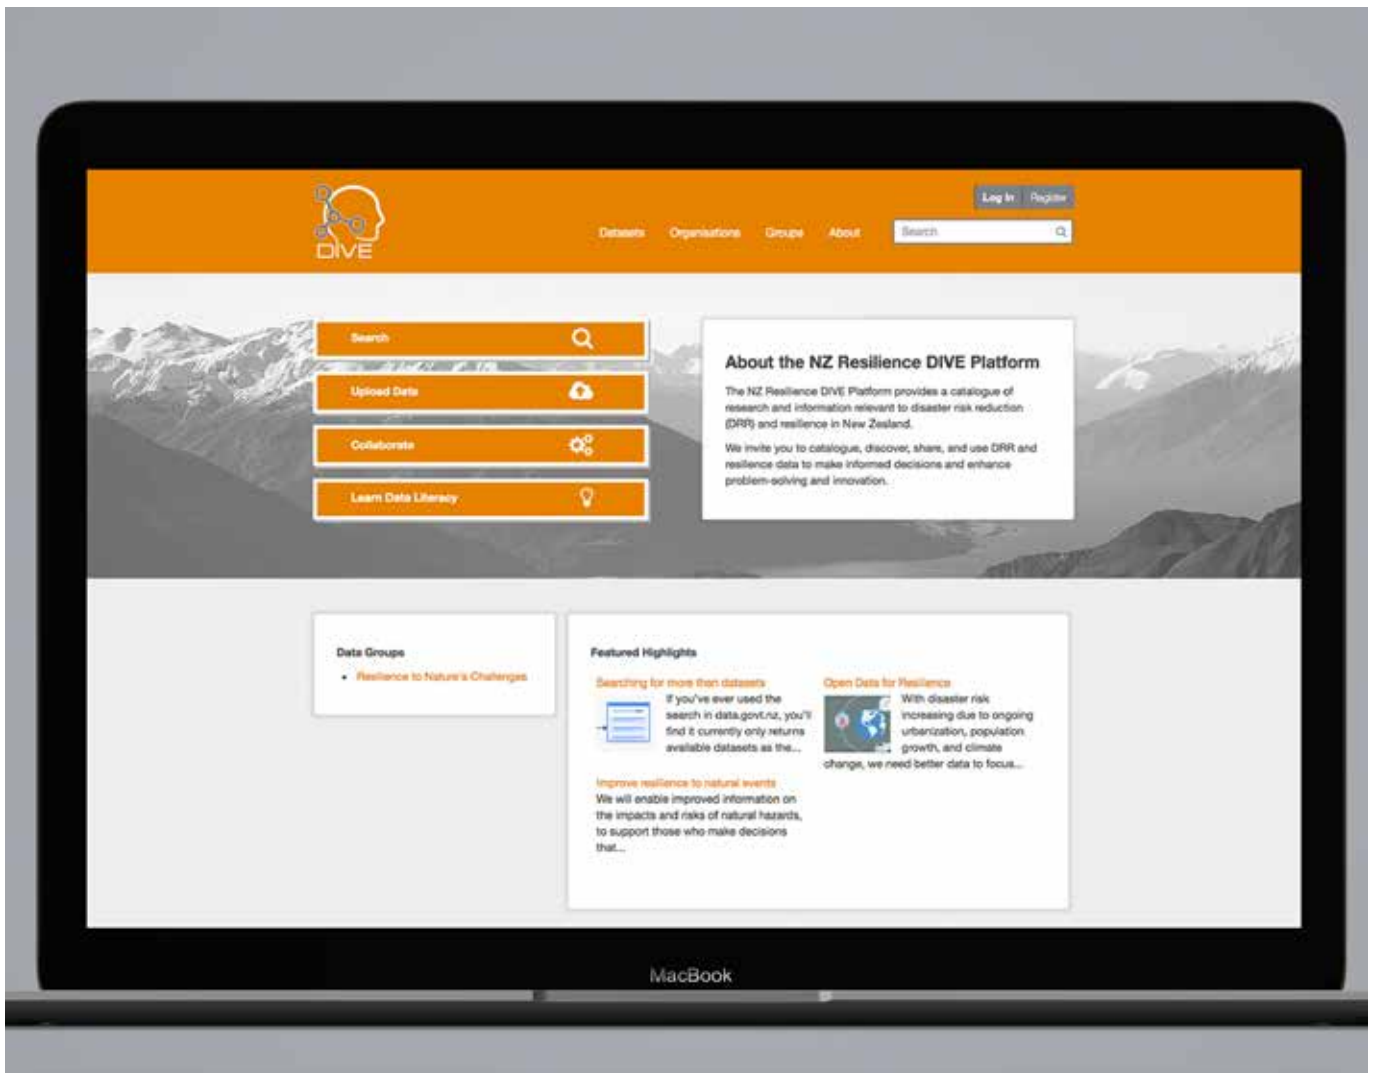 DIVE
Log In Register
Datasets Organisations Groups About Search
Search
Upload Data
Collaborate
Learn Data Literacy
About the NZ Resilience DIVE Platform
The NZ Resilience DIVE Platform provides a catalogue of
research and information relevant to disaster risk reduction
(DRR) and resilience in New Zealand.
We invite you to catalogue, discover, share, and use DRR and
resilience data to make informed decisions and enhance
problem-solving and innovation.
Data Groups
Resilience to Nature's Challenges
Featured Highlights
Searching for more than datasets
If you've ever used the
search in data.govt.nz, you'll
find it currently only returns
available datasets as the...
Open Data for Resilience
With disaster risk
increasing due to ongoing
urbanization, population
growth, and climate
change, we need better data to focus...
Improve resilience to natural events
We will enable improved information on
the impacts and risks of natural hazards,
to support those who make decisions
that...
MacBook